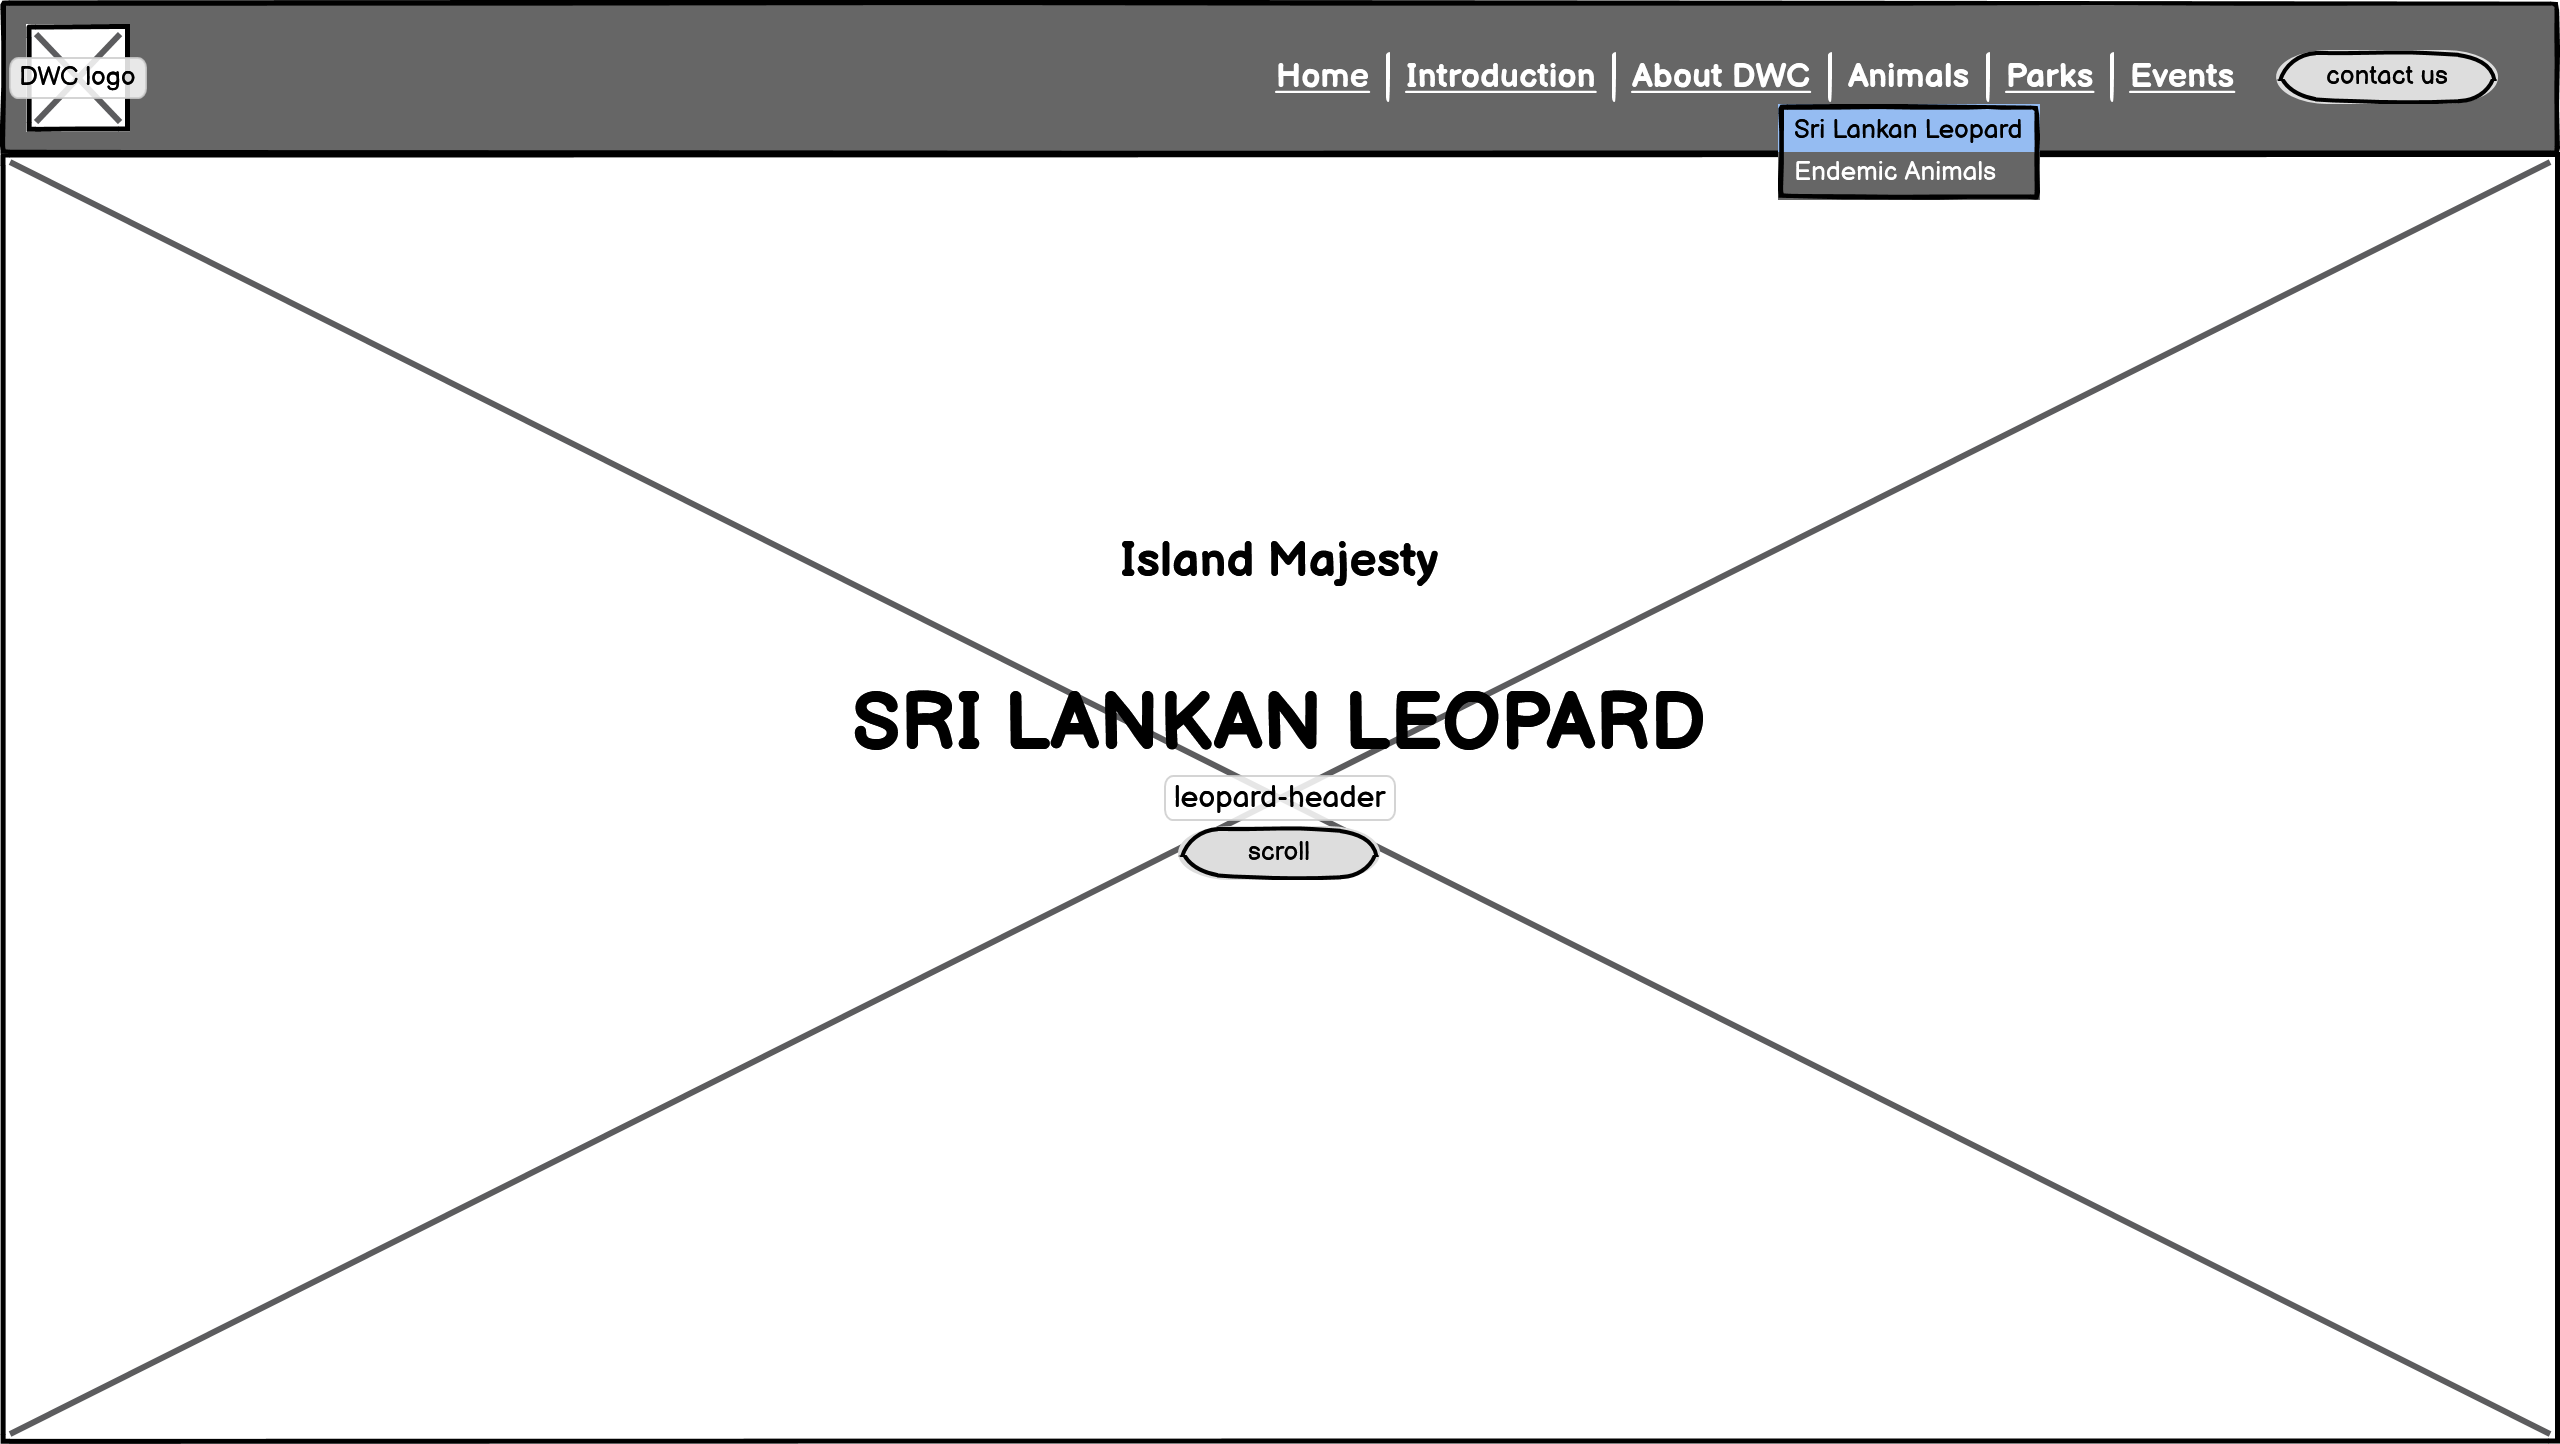 DWC logo
Home Introduction About DWC Animals Parks Events contact us
Sri Lankan Leopard
Endemic Animals
Island Majesty
SRI LANKAN LEOPARD
leopard-header
scroll